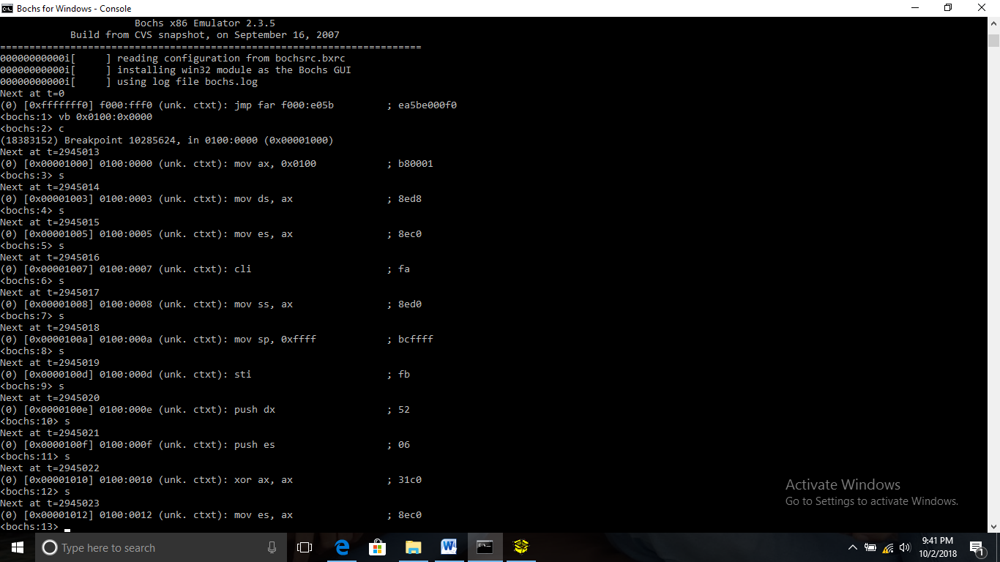 Bochs for Windows - Console
Bochs x86 Emulator 2.3.5
Build from CVS snapshot, on September 16, 2007
========================================================================
00000000000i[     ] reading configuration from bochsrc.bxrc
00000000000i[     ] installing win32 module as the Bochs GUI
00000000000i[     ] using log file bochs.log
Next at t=0
(0) [0xfffffff0] f000:fff0 (unk. ctxt): jmp far f000:e05b         ; ea5be000f0
<bochs:1> vb 0x0100:0x0000
<bochs:2> c
(18383152) Breakpoint 10285624, in 0100:0000 (0x00001000)
Next at t=2945013
(0) [0x00001000] 0100:0000 (unk. ctxt): mov ax, 0x0100            ; b80001
<bochs:3> s
Next at t=2945014
(0) [0x00001003] 0100:0003 (unk. ctxt): mov ds, ax                ; 8ed8
<bochs:4> s
Next at t=2945015
(0) [0x00001005] 0100:0005 (unk. ctxt): mov es, ax                ; 8ec0
<bochs:5> s
Next at t=2945016
(0) [0x00001007] 0100:0007 (unk. ctxt): cli                       ; fa
<bochs:6> s
Next at t=2945017
(0) [0x00001008] 0100:0008 (unk. ctxt): mov ss, ax                ; 8ed0
<bochs:7> s
Next at t=2945018
(0) [0x0000100a] 0100:000a (unk. ctxt): mov sp, 0xffff            ; bcffff
<bochs:8> s
Next at t=2945019
(0) [0x0000100d] 0100:000d (unk. ctxt): sti                       ; fb
<bochs:9> s
Next at t=2945020
(0) [0x0000100e] 0100:000e (unk. ctxt): push dx                   ; 52
<bochs:10> s
Next at t=2945021
(0) [0x0000100f] 0100:000f (unk. ctxt): push es                   ; 06
<bochs:11> s
Next at t=2945022
(0) [0x00001010] 0100:0010 (unk. ctxt): xor ax, ax                ; 31c0
<bochs:12> s
Next at t=2945023
(0) [0x00001012] 0100:0012 (unk. ctxt): mov es, ax                ; 8ec0
<bochs:13>
Activate Windows
Go to Settings to activate Windows.
Type here to search
9:41 PM
10/2/2018
1